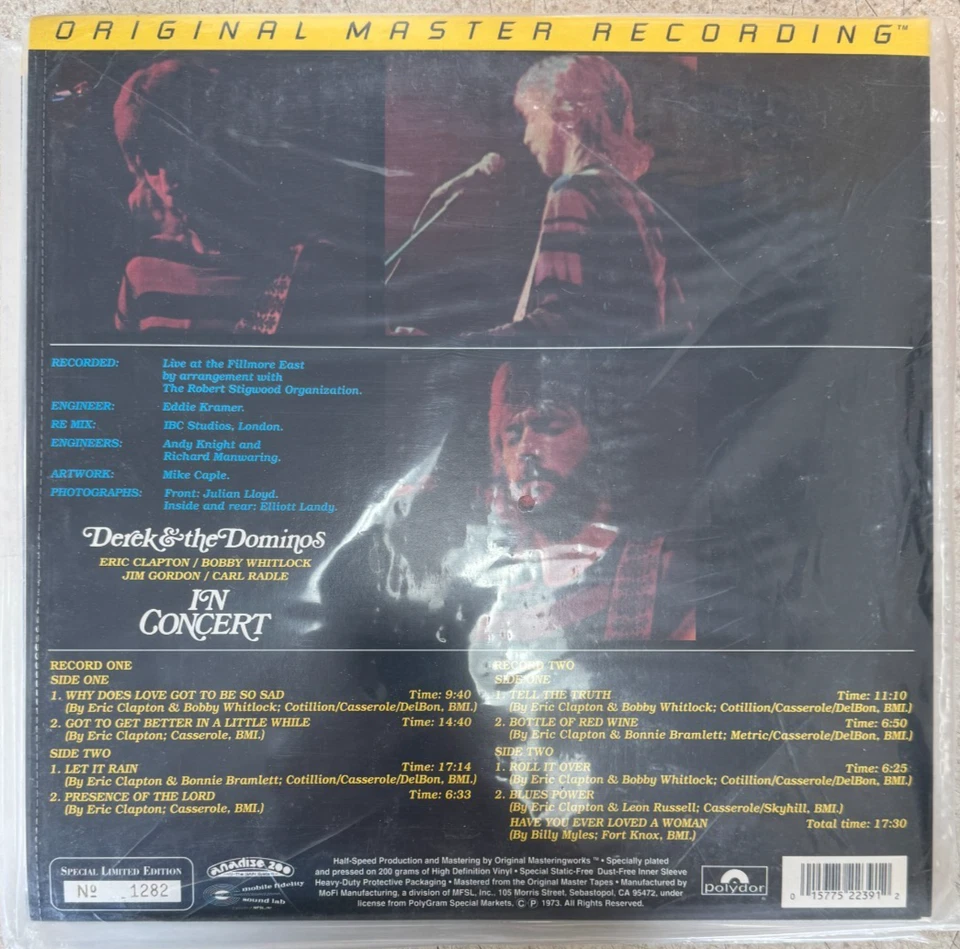 ORIGINAL MASTER RECORDING™
RECORDED: Live at the Fillmore East
by arrangement with
The Robert Stigwood Organization.
ENGINEER: Eddie Kramer.
RE MIX: IBC Studios, London.
ENGINEERS: Andy Knight and
Richard Manwaring.
ARTWORK: Mike Caple.
PHOTOGRAPHS: Front: Julian Lloyd.
Inside and rear: Elliott Landy.
Derek & the Dominos
ERIC CLAPTON / BOBBY WHITLOCK
JIM GORDON / CARL RADLE
IN
CONCERT
RECORD ONE
SIDE ONE
1. WHY DOES LOVE GOT TO BE SO SAD Time: 9:40
(By Eric Clapton & Bobby Whitlock; Cotillion/Casserole/DelBon, BMI.)
2. GOT TO GET BETTER IN A LITTLE WHILE Time: 14:40
(By Eric Clapton; Casserole, BMI.)
SIDE TWO
1. LET IT RAIN Time: 17:14
(By Eric Clapton & Bonnie Bramlett; Cotillion/Casserole/DelBon, BMI.)
2. PRESENCE OF THE LORD Time: 6:33
(By Eric Clapton; Casserole, BMI.)
RECORD TWO
SIDE ONE
1. TELL THE TRUTH Time: 11:10
(By Eric Clapton & Bobby Whitlock; Cotillion/Casserole/DelBon, BMI.)
2. BOTTLE OF RED WINE Time: 6:50
(By Eric Clapton & Bonnie Bramlett; Metric/Casserole/DelBon, BMI.)
SIDE TWO
1. ROLL IT OVER Time: 6:25
(By Eric Clapton & Bobby Whitlock; Cotillion/Casserole/DelBon, BMI.)
2. BLUES POWER
(By Eric Clapton & Leon Russell; Casserole/Skyhill, BMI.)
HAVE YOU EVER LOVED A WOMAN Total time: 17:30
(By Billy Myles; Fort Knox, BMI.)
SPECIAL LIMITED EDITION
Nº 1282
anadisq 200
mobile fidelity
sound lab
Half-Speed Production and Mastering by Original Masteringworks™ • Specially plated
and pressed on 200 grams of High Definition Vinyl • Special Static-Free Dust-Free Inner Sleeve
Heavy-Duty Protective Packaging • Mastered from the Original Master Tapes • Manufactured by
MoFi Manufacturing, a division of MFSL, Inc., 105 Morris Street, Sebastopol, CA 95472, under
license from PolyGram Special Markets. Ⓒ Ⓟ 1973. All Rights Reserved.
polydor
0 15775 22391 2